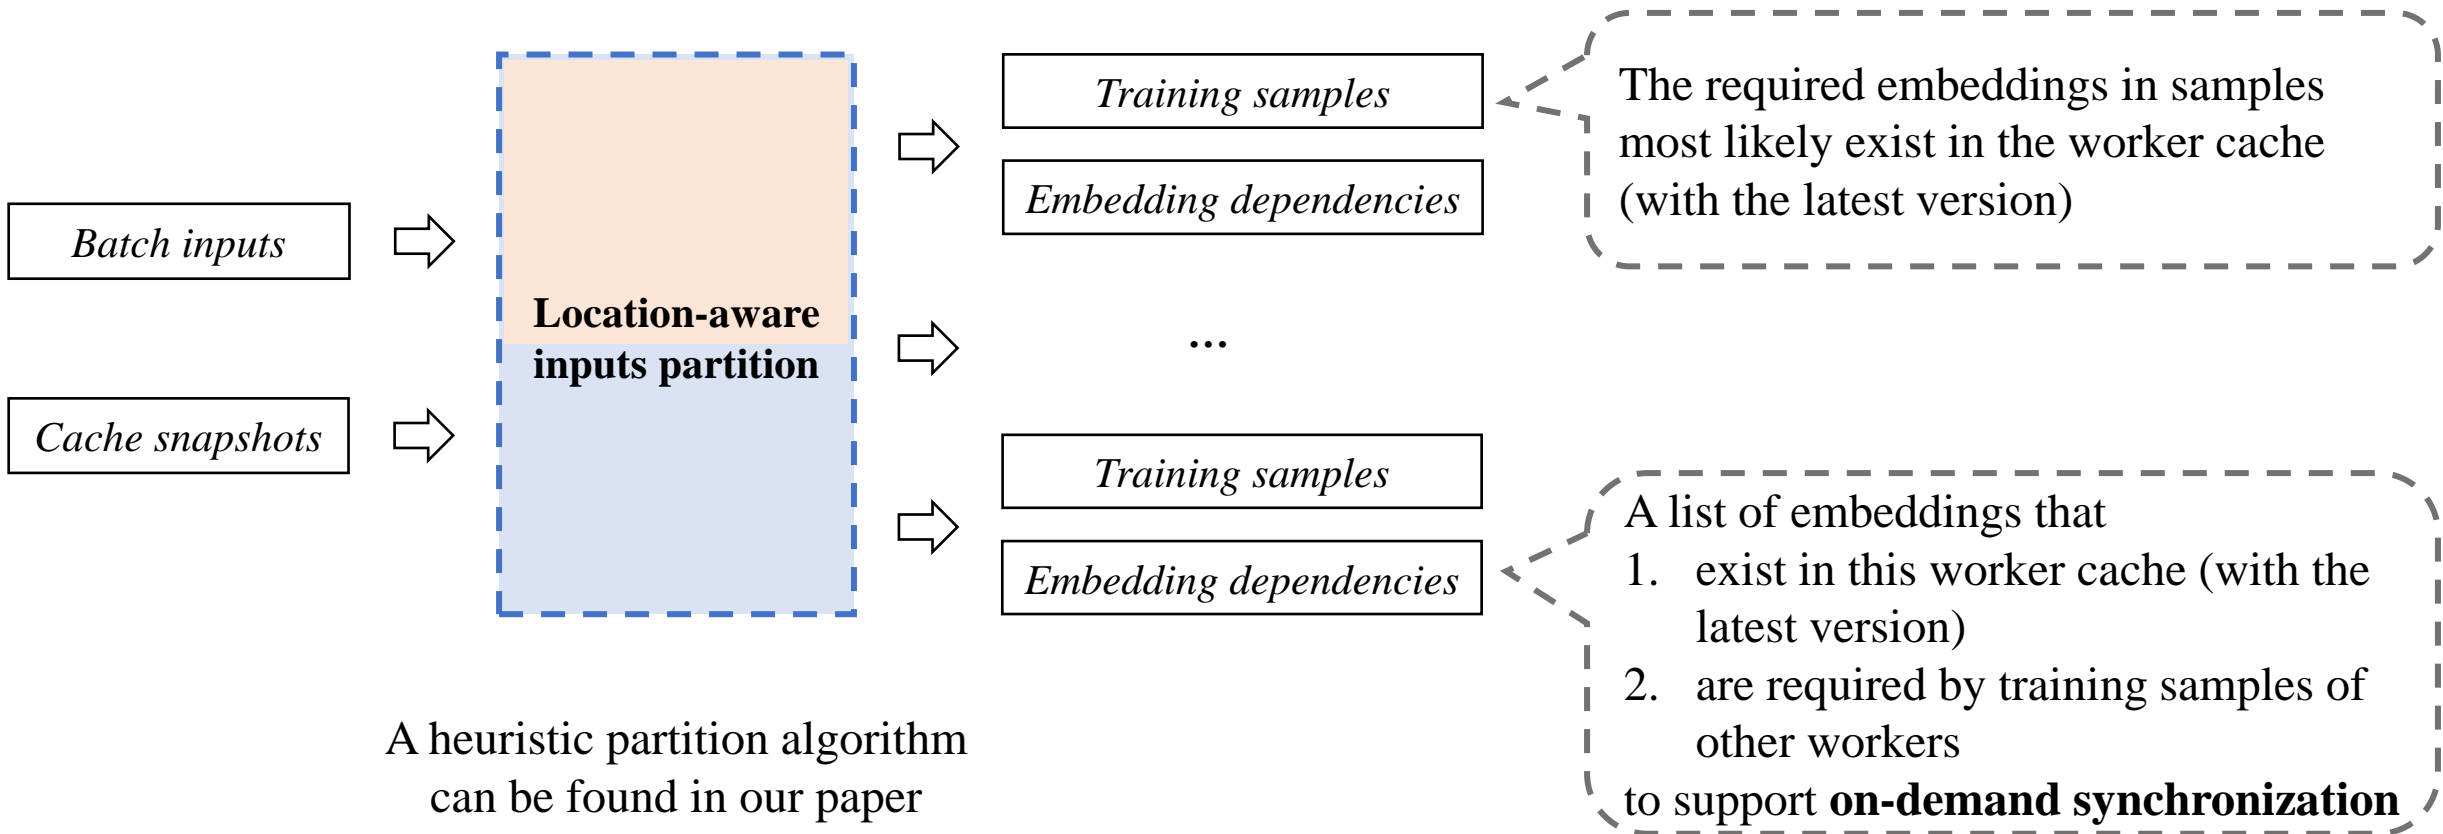 Batch inputs
Cache snapshots
Location-aware
inputs partition
A heuristic partition algorithm
can be found in our paper
Training samples
Embedding dependencies
...
Training samples
Embedding dependencies
The required embeddings in samples
most likely exist in the worker cache
(with the latest version)
A list of embeddings that
1. exist in this worker cache (with the
latest version)
2. are required by training samples of
other workers
to support on-demand synchronization